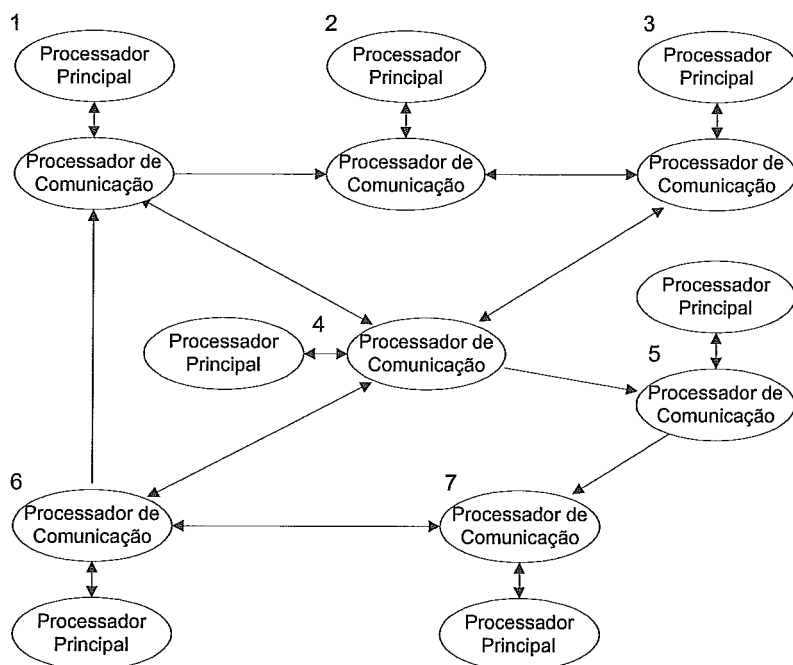 1
Processador
Principal
2
Processador
Principal
3
Processador
Principal
Processador de
Comunicação
Processador de
Comunicação
Processador de
Comunicação
Processador
Principal
4
Processador
Principal
Processador de
Comunicação
5
Processador de
Comunicação
6
Processador de
Comunicação
7
Processador de
Comunicação
Processador
Principal
Processador
Principal